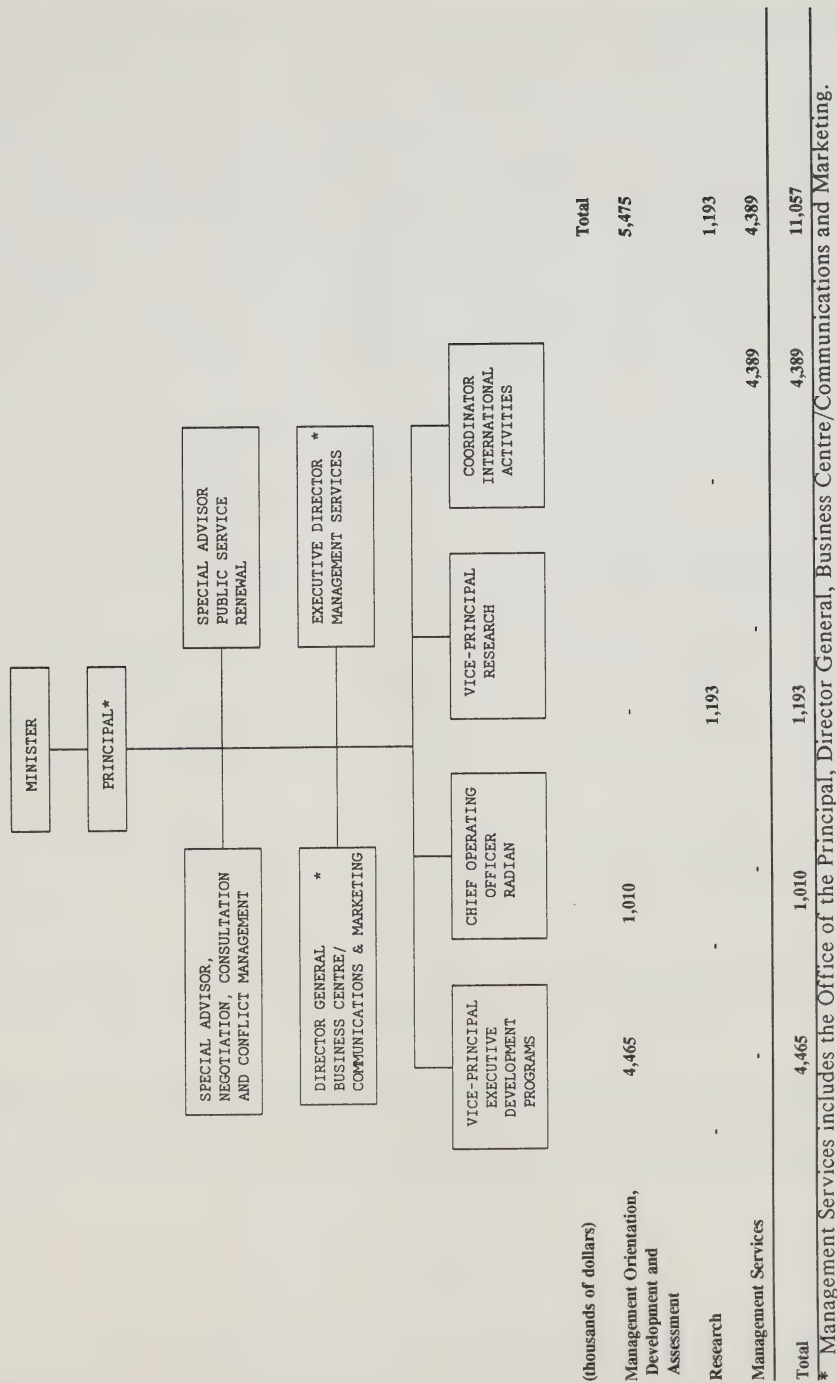 MINISTER
PRINCIPAL*
SPECIAL ADVISOR,
NEGOTIATION, CONSULTATION
AND CONFLICT MANAGEMENT
SPECIAL ADVISOR
PUBLIC SERVICE
RENEWAL
DIRECTOR GENERAL *
BUSINESS CENTRE/
COMMUNICATIONS & MARKETING
EXECUTIVE DIRECTOR *
MANAGEMENT SERVICES
VICE-PRINCIPAL
EXECUTIVE
DEVELOPMENT
PROGRAMS
CHIEF OPERATING
OFFICER
RADIAN
VICE-PRINCIPAL
RESEARCH
COORDINATOR
INTERNATIONAL
ACTIVITIES
(thousands of dollars) Total
Management Orientation, 4,465 1,010 - 5,475
Development and
Assessment
Research - - 1,193 - 1,193
Management Services - - - 4,389 4,389
Total 4,465 1,010 1,193 4,389 11,057
* Management Services includes the Office of the Principal, Director General, Business Centre/Communications and Marketing.